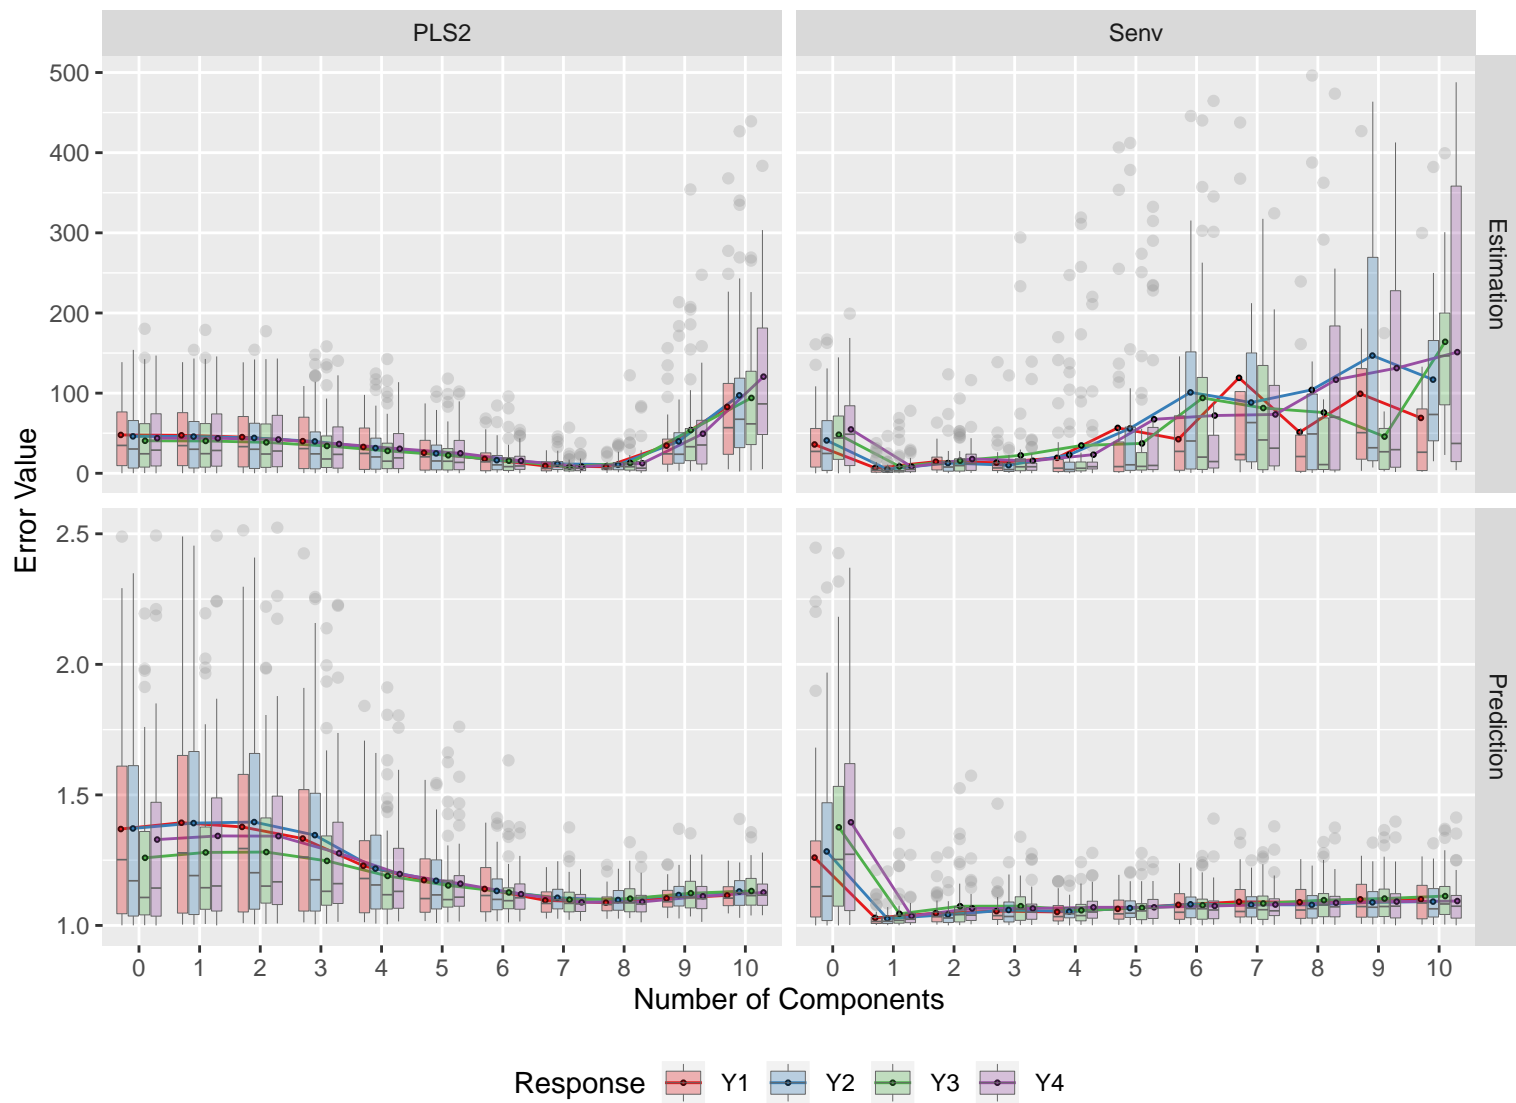 PLS2
Senv
500
400
300
200
100
0
Estimation
Error Value
2.5
2.0
1.5
1.0
Prediction
0 1 2 3 4 5 6 7 8 9 10
0 1 2 3 4 5 6 7 8 9 10
Number of Components
Response Y1 Y2 Y3 Y4